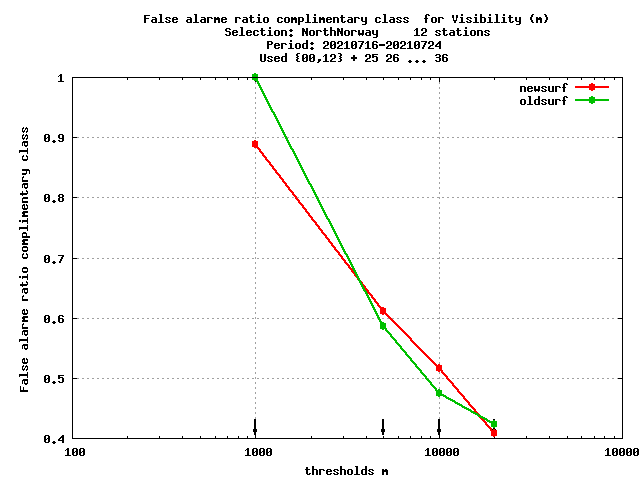 False alarme ratio complimentary class  for Visibility (m)
Selection: NorthNorway     12 stations
Period: 20210716-20210724
Used {00,12} + 25 26 ... 36
newsurf
oldsurf
False alarme ratio complimentary class
1
0.9
0.8
0.7
0.6
0.5
0.4
100 1000 10000 10000
thresholds m